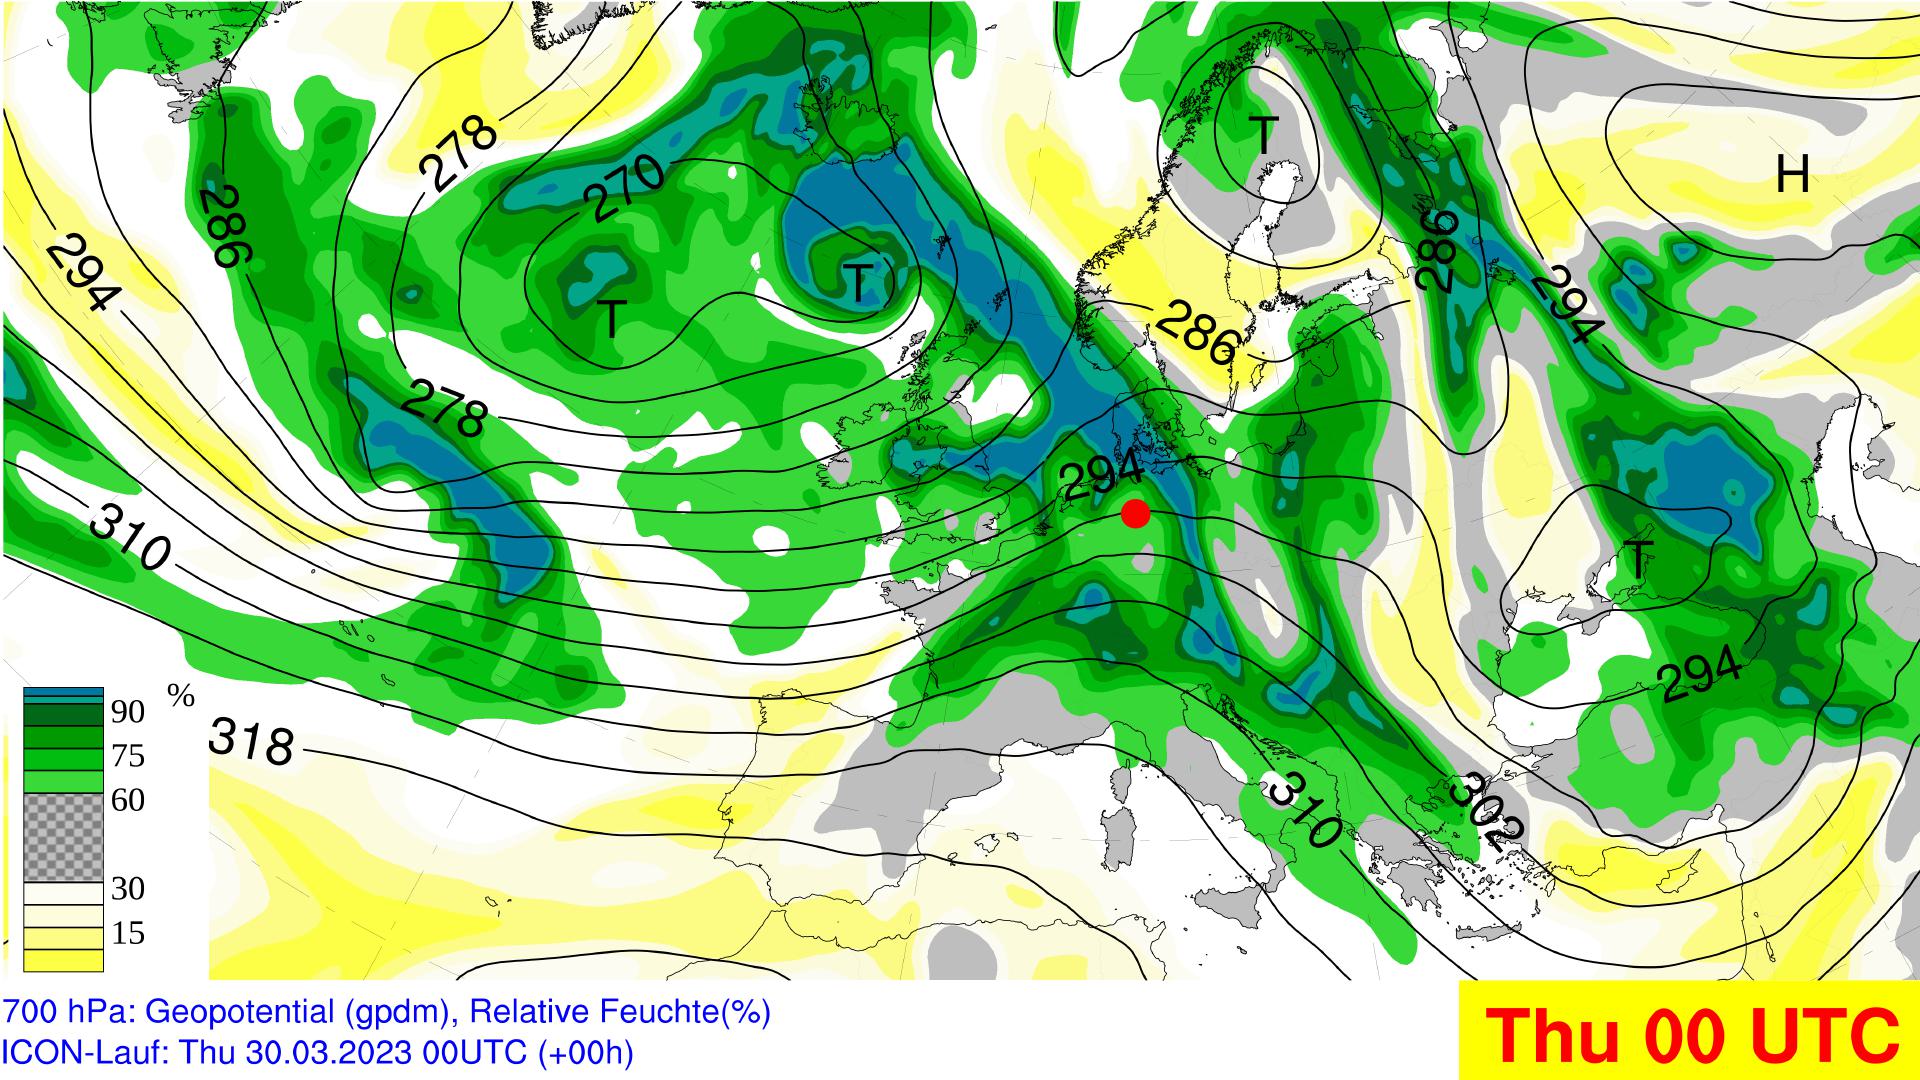 278
T
H
270
286
286
294
T
294
T
286
278
294
310
T
294
%
90
75
60
30
15
318
310
302
700 hPa: Geopotential (gpdm), Relative Feuchte(%)
ICON-Lauf: Thu 30.03.2023 00UTC (+00h)
Thu 00 UTC